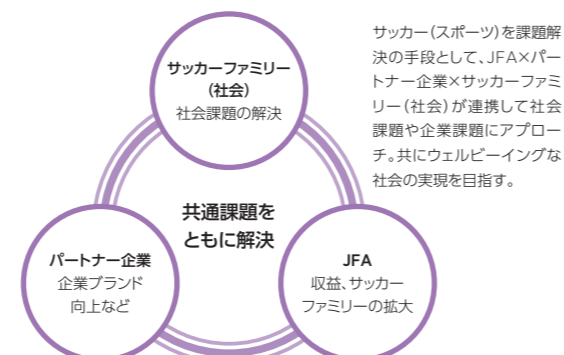 サッカーファミリー
(社会)
社会課題の解決
サッカー(スポーツ)を課題解
決の手段として、JFA×パー
トナー企業×サッカーファミ
リー(社会)が連携して社会
課題や企業課題にアプロー
チ。共にウェルビーイングな
社会の実現を目指す。
共通課題を
ともに解決
パートナー企業
企業ブランド
向上など
JFA
収益、サッカー
ファミリーの拡大